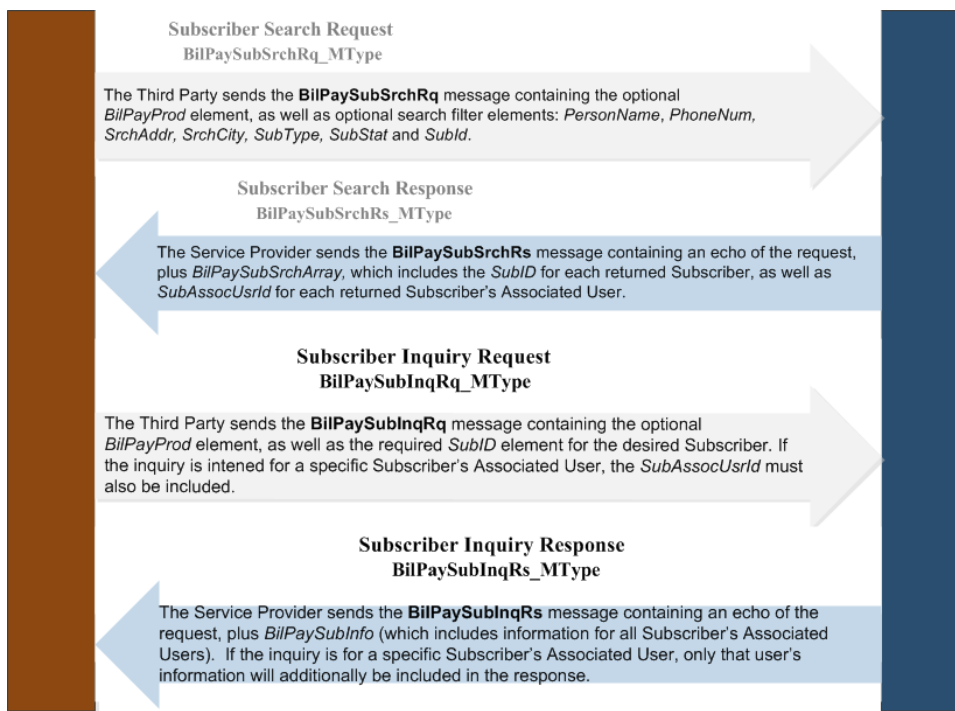 Subscriber Search Request
BilPaySubSrchRq_MType
The Third Party sends the BilPaySubSrchRq message containing the optional
BilPayProd element, as well as optional search filter elements: PersonName, PhoneNum,
SrchAddr, SrchCity, SubType, SubStat and SubId.
Subscriber Search Response
BilPaySubSrchRs_MType
The Service Provider sends the BilPaySubSrchRs message containing an echo of the request,
plus BilPaySubSrchArray, which includes the SubID for each returned Subscriber, as well as
SubAssocUsrId for each returned Subscriber's Associated User.
Subscriber Inquiry Request
BilPaySubInqRq_MType
The Third Party sends the BilPaySubInqRq message containing the optional
BilPayProd element, as well as the required SubID element for the desired Subscriber. If
the inquiry is intened for a specific Subscriber's Associated User, the SubAssocUsrId must
also be included.
Subscriber Inquiry Response
BilPaySubInqRs_MType
The Service Provider sends the BilPaySubInqRs message containing an echo of the
request, plus BilPaySubInfo (which includes information for all Subscriber's Associated
Users).  If the inquiry is for a specific Subscriber's Associated User, only that user's
information will additionally be included in the response.